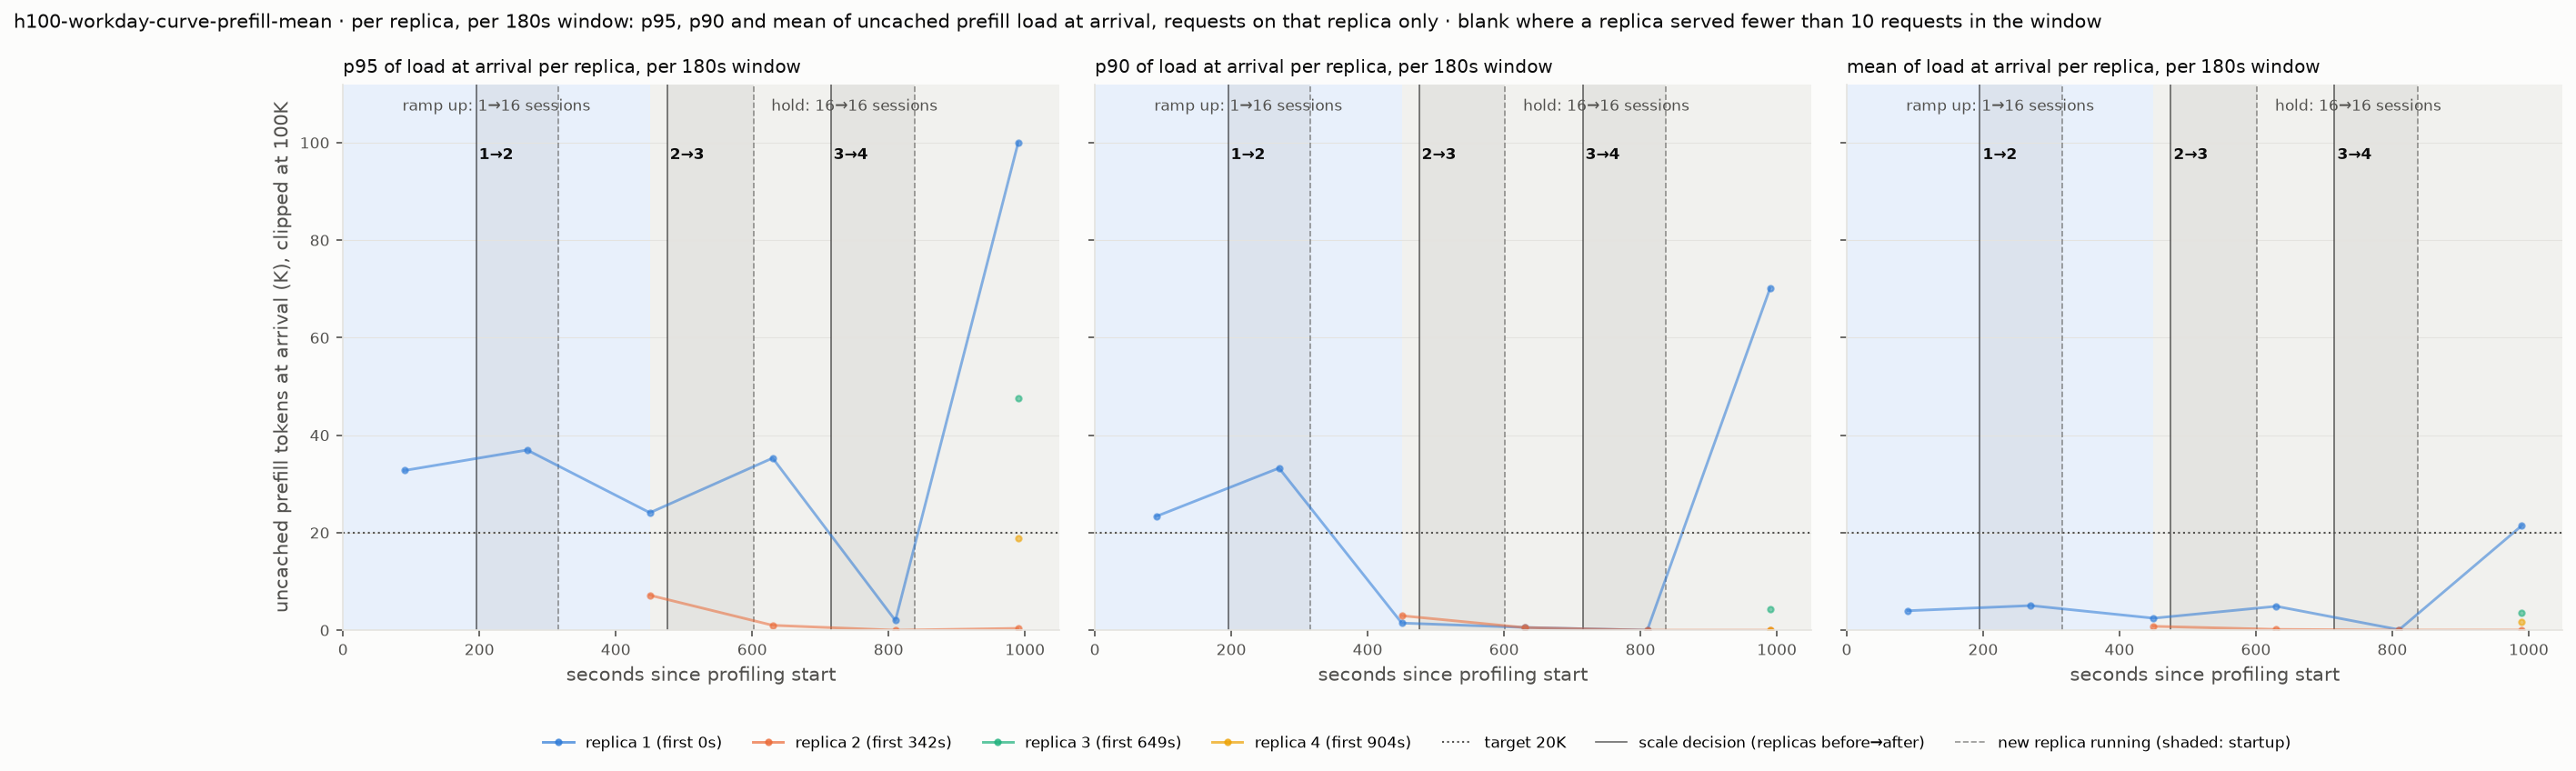 h100-workday-curve-prefill-mean · per replica, per 180s window: p95, p90 and mean of uncached prefill load at arrival, requests on that replica only · blank where a replica served fewer than 10 requests in the window
p95 of load at arrival per replica, per 180s window
ramp up: 1→16 sessions
hold: 16→16 sessions
1→2
2→3
3→4
uncached prefill tokens at arrival (K), clipped at 100K
100
80
60
40
20
0
0
200
400
600
800
1000
seconds since profiling start
p90 of load at arrival per replica, per 180s window
ramp up: 1→16 sessions
hold: 16→16 sessions
1→2
2→3
3→4
0
200
400
600
800
1000
seconds since profiling start
mean of load at arrival per replica, per 180s window
ramp up: 1→16 sessions
hold: 16→16 sessions
1→2
2→3
3→4
0
200
400
600
800
1000
seconds since profiling start
replica 1 (first 0s)
replica 2 (first 342s)
replica 3 (first 649s)
replica 4 (first 904s)
target 20K
scale decision (replicas before→after)
new replica running (shaded: startup)